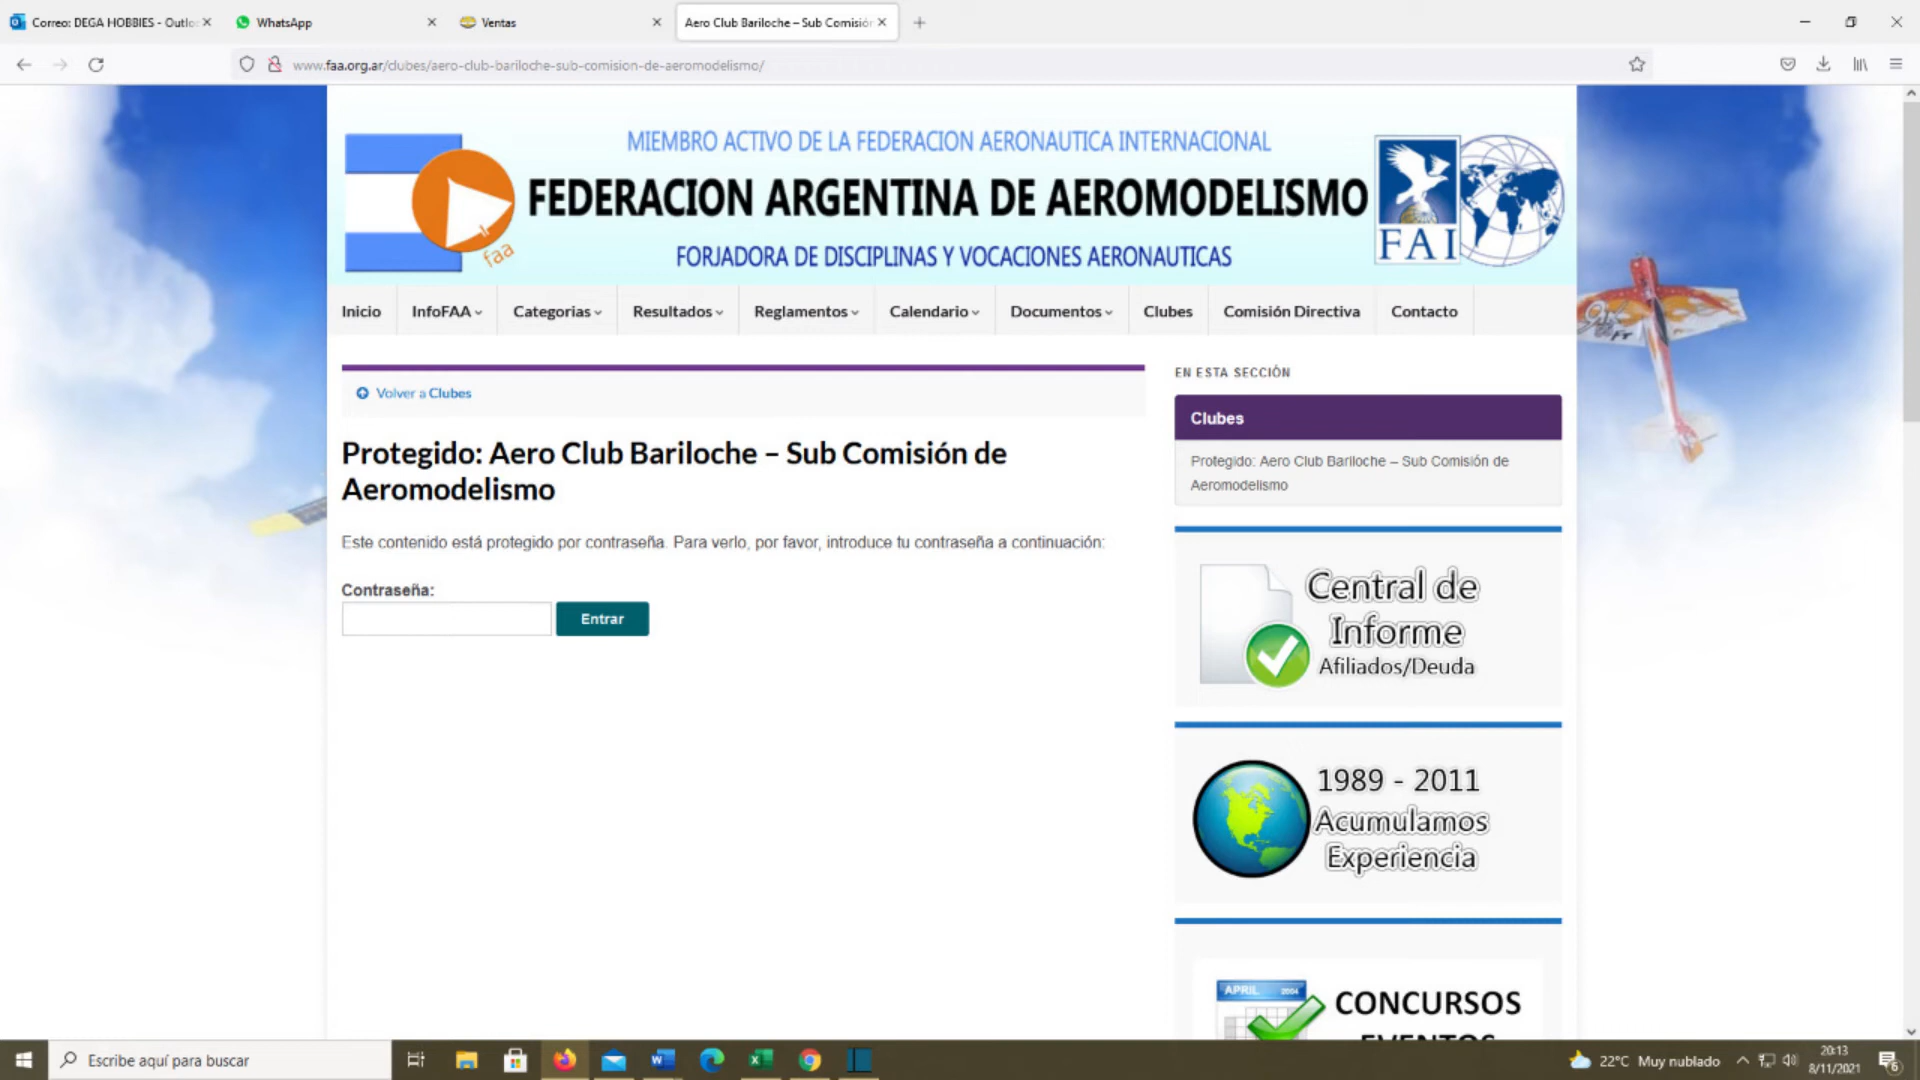 Correo: DEGA HOBBIES - Outlo
WhatsApp
Ventas
Aero Club Bariloche – Sub Comisión
www.faa.org.ar/clubes/aero-club-bariloche-sub-comision-de-aeromodelismo/
MIEMBRO ACTIVO DE LA FEDERACION AERONAUTICA INTERNACIONAL
FEDERACION ARGENTINA DE AEROMODELISMO
FORJADORA DE DISCIPLINAS Y VOCACIONES AERONAUTICAS
faa
FAI
Inicio
InfoFAA
Categorias
Resultados
Reglamentos
Calendario
Documentos
Clubes
Comisión Directiva
Contacto
Volver a Clubes
Protegido: Aero Club Bariloche – Sub Comisión de
Aeromodelismo
Este contenido está protegido por contraseña. Para verlo, por favor, introduce tu contraseña a continuación:
Contraseña:
Entrar
EN ESTA SECCIÓN
Clubes
Protegido: Aero Club Bariloche – Sub Comisión de
Aeromodelismo
Central de
Informe
Afiliados/Deuda
1989 - 2011
Acumulamos
Experiencia
APRIL 2004
CONCURSOS
EVENTOS
Escribe aquí para buscar
22°C Muy nublado
20:13
8/11/2021
6